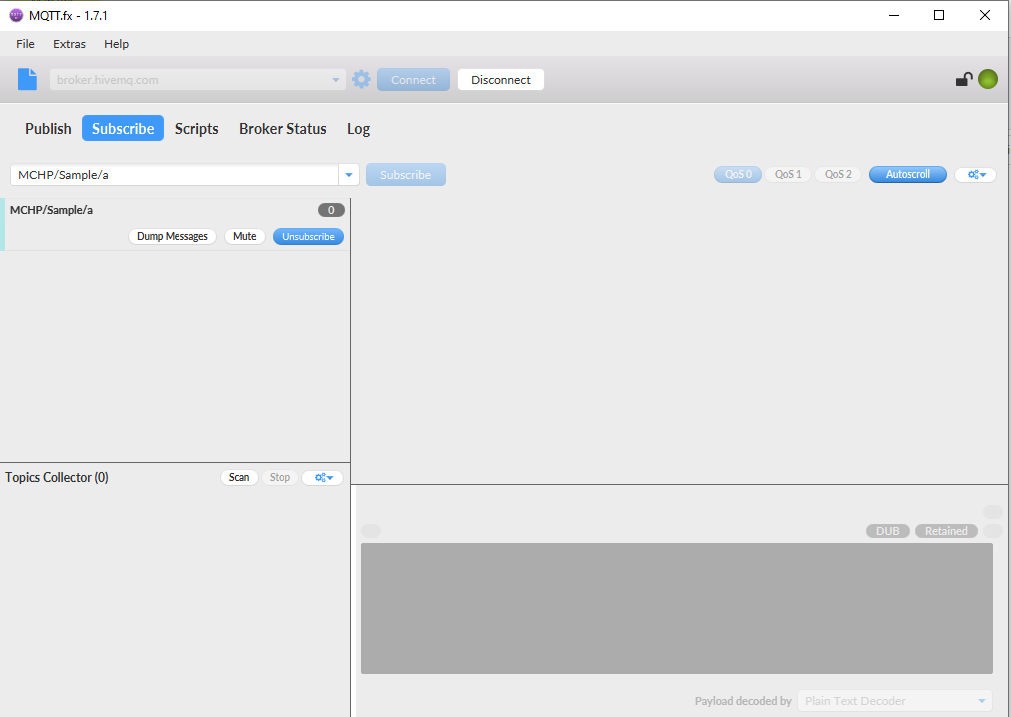 MQTT.fx - 1.7.1
File Extras Help
broker.hivemq.com Connect Disconnect
Publish Subscribe Scripts Broker Status Log
MCHP/Sample/a Subscribe QoS 0 QoS 1 QoS 2 Autoscroll
MCHP/Sample/a 0
Dump Messages Mute Unsubscribe
Topics Collector (0) Scan Stop
DUB Retained
Payload decoded by Plain Text Decoder